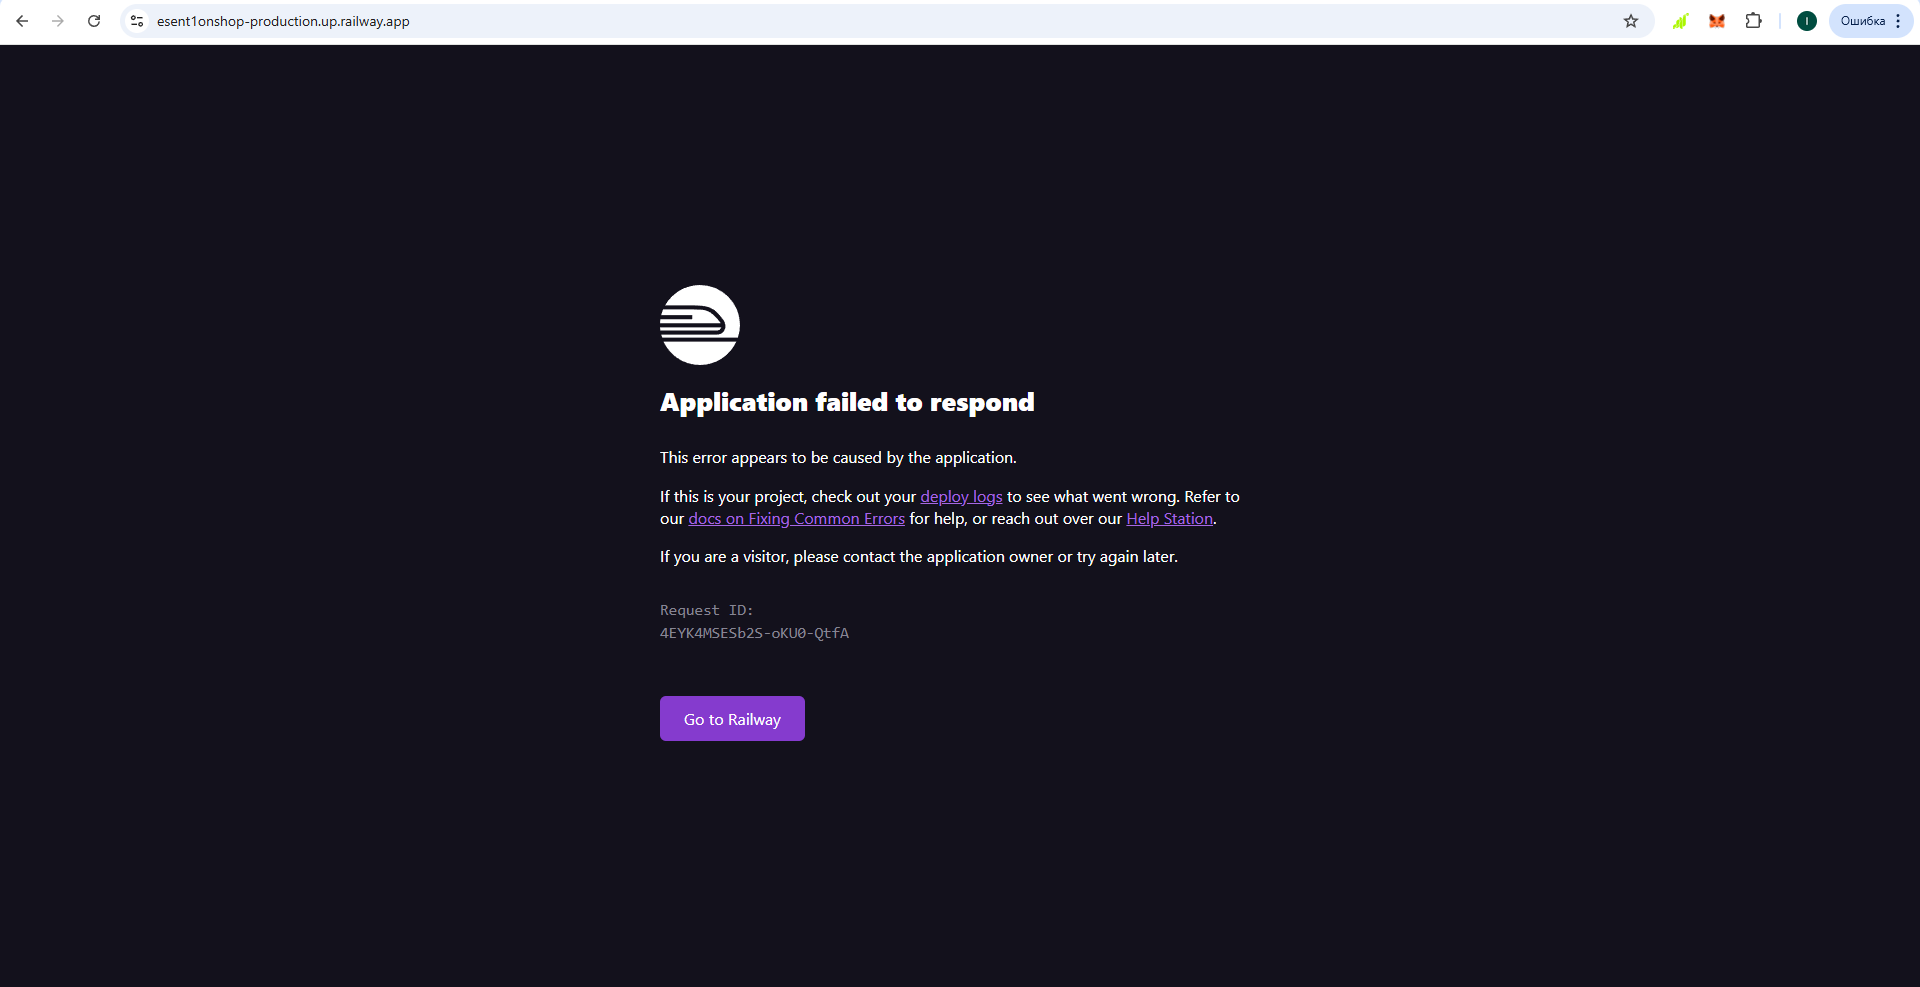 esent1onshop-production.up.railway.app
I
Ошибка
Application failed to respond
This error appears to be caused by the application.
If this is your project, check out your deploy logs to see what went wrong. Refer to
our docs on Fixing Common Errors for help, or reach out over our Help Station.
If you are a visitor, please contact the application owner or try again later.
Request ID:
4EYK4MSESb2S-oKU0-QtfA
Go to Railway